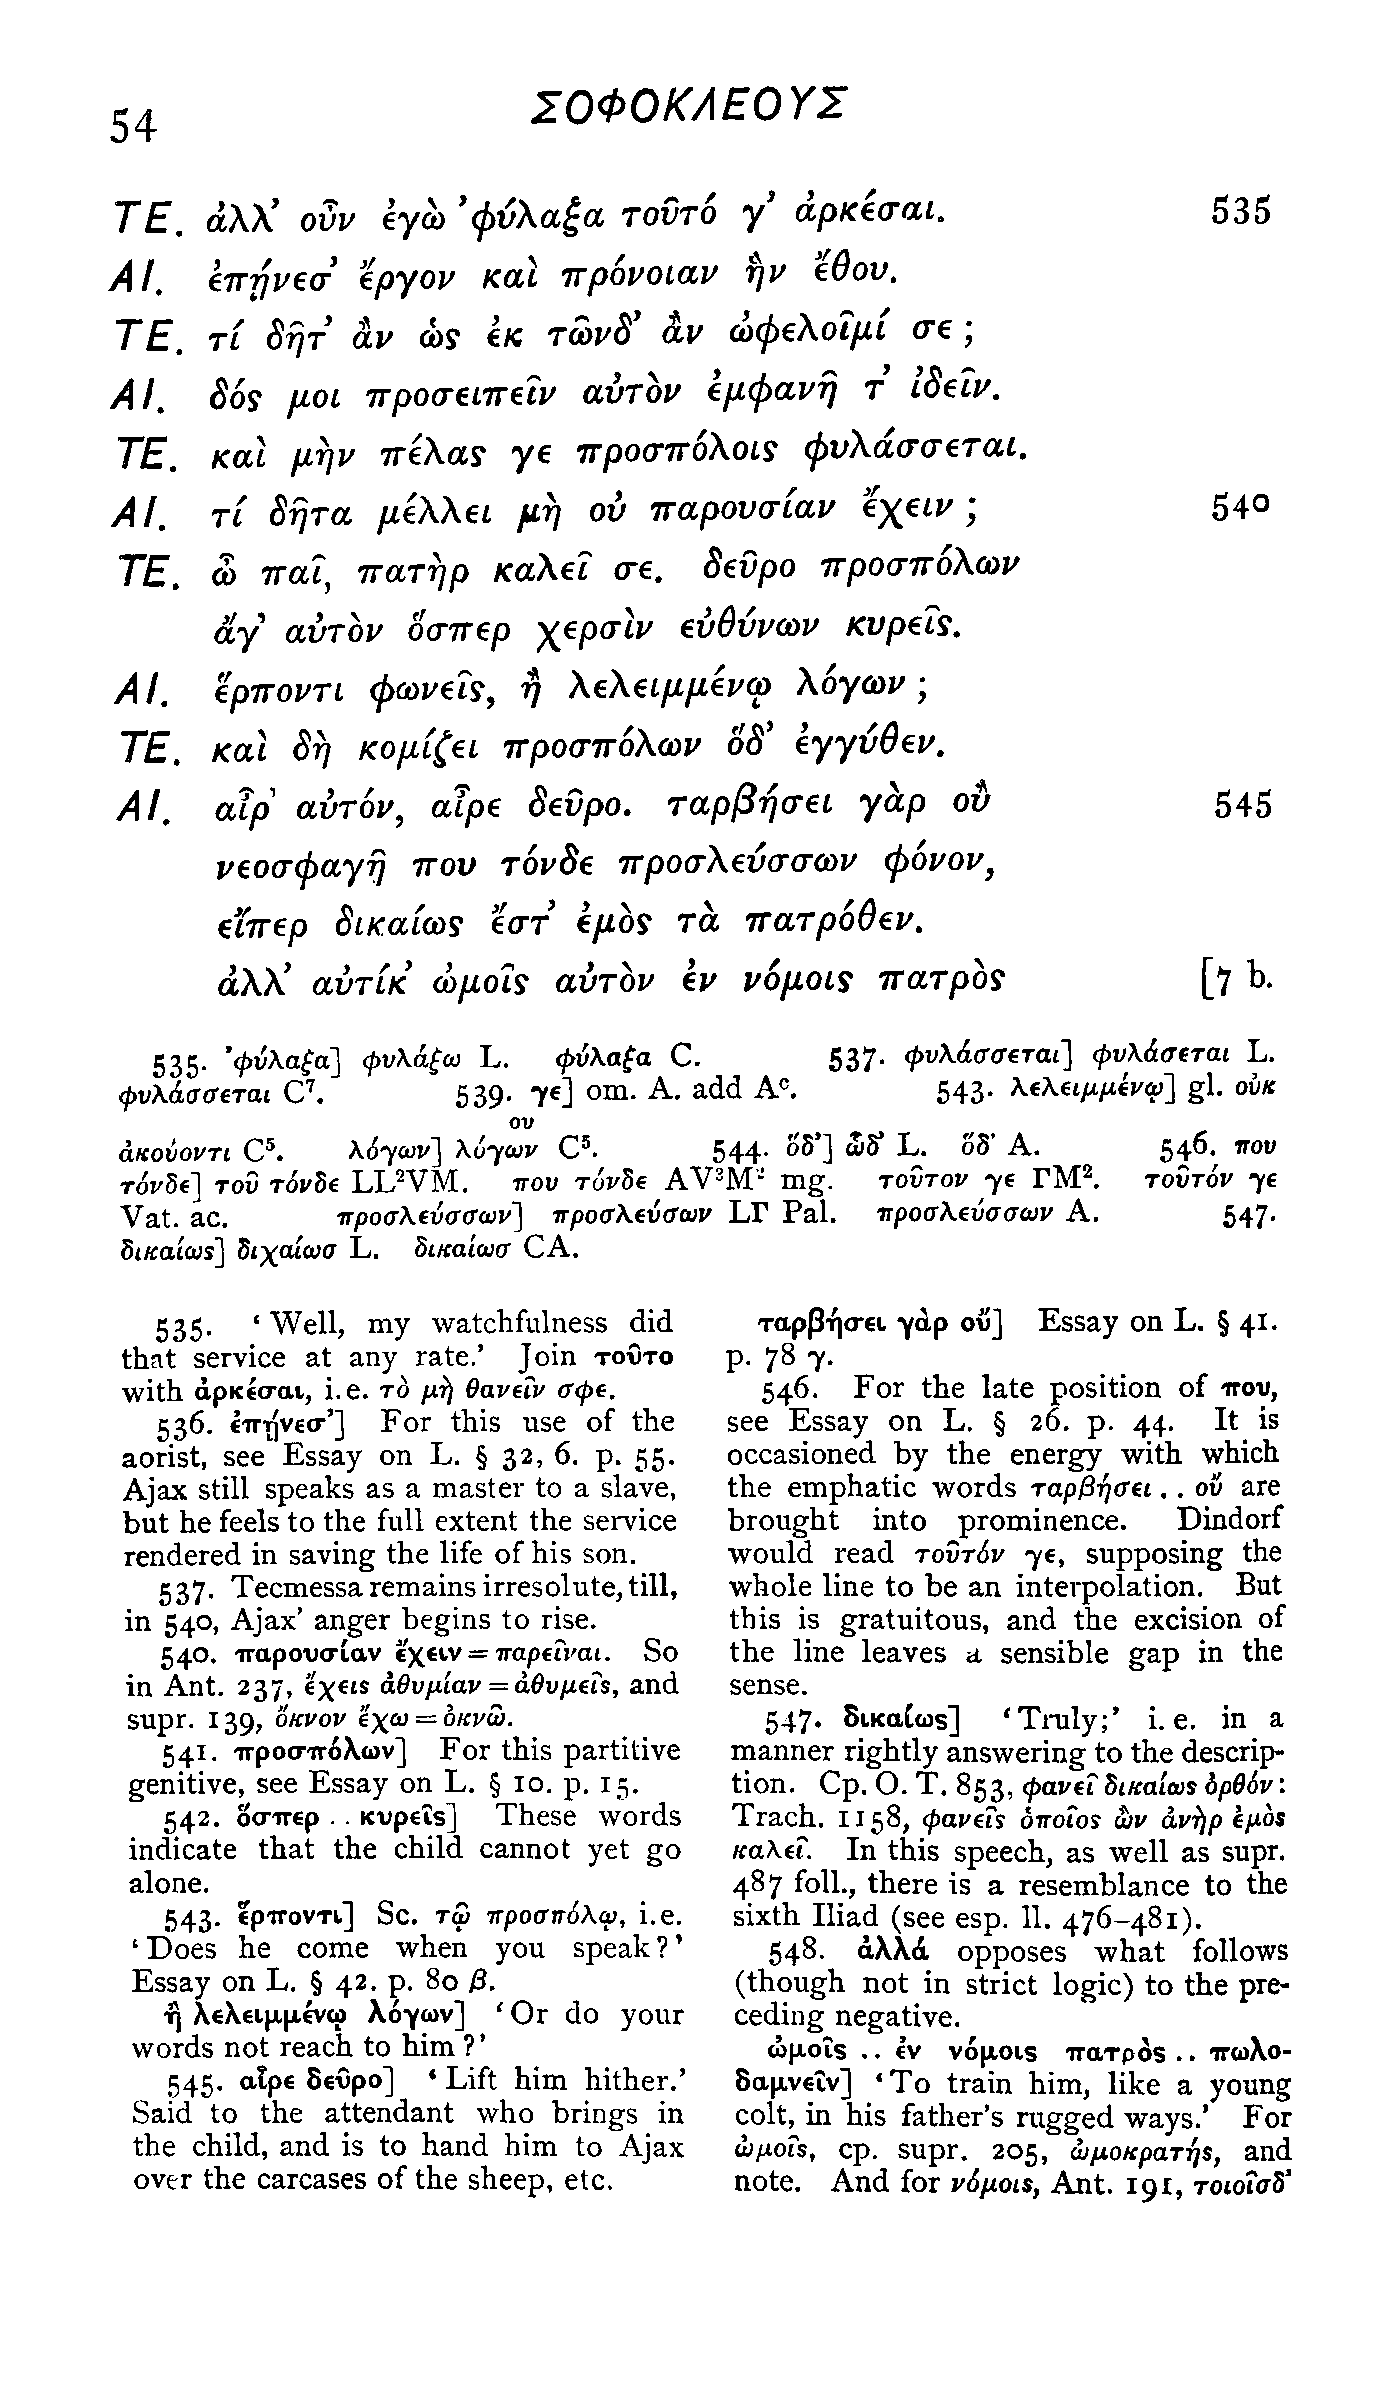 54
ΣΟΦΟΚΛΕΟΥΣ
ΤΕ. ἀλλ’ οὖν ἐγὼ ’φύλαξα τοῦτό γ’ ἀρκέσαι. 535
ΑΙ. ἐπῄνεσ’ ἔργον καὶ πρόνοιαν ἣν ἔθου.
ΤΕ. τί δῆτ’ ἂν ὡς ἐκ τῶνδ’ ἂν ὠφελοῖμί σε ;
ΑΙ. δός μοι προσειπεῖν αὐτὸν ἐμφανῆ τ’ ἰδεῖν.
ΤΕ. καὶ μὴν πέλας γε προσπόλοις φυλάσσεται.
ΑΙ. τί δῆτα μέλλει μὴ οὐ παρουσίαν ἔχειν ; 540
ΤΕ. ὦ παῖ, πατὴρ καλεῖ σε. δεῦρο προσπόλων
ἄγ’ αὐτὸν ὅσπερ χερσὶν εὐθύνων κυρεῖς.
ΑΙ. ἕρποντι φωνεῖς, ἢ λελειμμένῳ λόγων ;
ΤΕ. καὶ δὴ κομίζει προσπόλων ὅδ’ ἐγγύθεν.
ΑΙ. αἶρ’ αὐτόν, αἶρε δεῦρο. ταρβήσει γὰρ οὒ 545
νεοσφαγῆ που τόνδε προσλεύσσων φόνον,
εἴπερ δικαίως ἔστ’ ἐμὸς τὰ πατρόθεν.
ἀλλ’ αὐτίκ’ ὠμοῖς αὐτὸν ἐν νόμοις πατρὸς [7 b.
535. ’φύλαξα] φυλάξω L. φύλαξα C. 537. φυλάσσεται] φυλάσεται L.
φυλάσσεται C⁷. 539. γε] om. A. add Aᶜ. 543. λελειμμένῳ] gl. οὐκ
ου
ἀκούοντι C⁵. λόγων] λόγων C⁵. 544. ὅδ’] ὧδ’ L. ὅδ’ A. 546. που
τόνδε] τοῦ τόνδε LL²VM. που τόνδε AV³M² mg. τοῦτον γε ΓM². τοῦτόν γε
Vat. ac. προσλεύσσων] προσλεύσων LΓ Pal. προσλεύσσων A. 547.
δικαίως] διχαίωσ L. δικαίωσ CA.
535. ‘Well, my watchfulness did
that service at any rate.’ Join τοῦτο
with ἀρκέσαι, i.e. τὸ μὴ θανεῖν σφε.
536. ἐπῄνεσ’] For this use of the
aorist, see Essay on L. § 32, 6. p. 55.
Ajax still speaks as a master to a slave,
but he feels to the full extent the service
rendered in saving the life of his son.
537. Tecmessa remains irresolute, till,
in 540, Ajax’ anger begins to rise.
540. παρουσίαν ἔχειν = παρεῖναι. So
in Ant. 237, ἔχεις ἀθυμίαν = ἀθυμεῖς, and
supr. 139, ὄκνον ἔχω = ὀκνῶ.
541. προσπόλων] For this partitive
genitive, see Essay on L. § 10. p. 15.
542. ὅσπερ .. κυρεῖς] These words
indicate that the child cannot yet go
alone.
543. ἕρποντι] Sc. τῷ προσπόλῳ, i.e.
‘Does he come when you speak?’
Essay on L. § 42. p. 80 β.
ἢ λελειμμένῳ λόγων] ‘Or do your
words not reach to him?’
545. αἶρε δεῦρο] ‘Lift him hither.’
Said to the attendant who brings in
the child, and is to hand him to Ajax
over the carcases of the sheep, etc.
ταρβήσει γὰρ οὔ] Essay on L. § 41.
p. 78 γ.
546. For the late position of που,
see Essay on L. § 26. p. 44. It is
occasioned by the energy with which
the emphatic words ταρβήσει .. οὔ are
brought into prominence. Dindorf
would read τοῦτόν γε, supposing the
whole line to be an interpolation. But
this is gratuitous, and the excision of
the line leaves a sensible gap in the
sense.
547. δικαίως] ‘Truly;’ i. e. in a
manner rightly answering to the descrip-
tion. Cp. O. T. 853, φανεῖ δικαίως ὀρθόν :
Trach. 1158, φανεῖς ὁποῖος ὢν ἀνὴρ ἐμὸς
καλεῖ. In this speech, as well as supr.
487 foll., there is a resemblance to the
sixth Iliad (see esp. ll. 476–481).
548. ἀλλά opposes what follows
(though not in strict logic) to the pre-
ceding negative.
ὠμοῖς .. ἐν νόμοις πατρὸς .. πωλο-
δαμνεῖν] ‘To train him, like a young
colt, in his father’s rugged ways.’ For
ὠμοῖς, cp. supr. 205, ὠμοκρατής, and
note. And for νόμοις, Ant. 191, τοιοῖσδ’